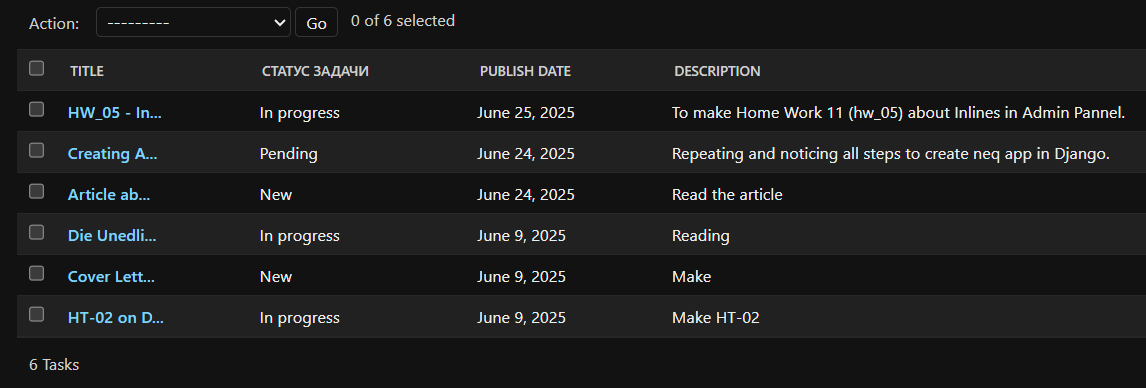 Action: --------- Go 0 of 6 selected
TITLE СТАТУС ЗАДАЧИ PUBLISH DATE DESCRIPTION
HW_05 - In... In progress June 25, 2025 To make Home Work 11 (hw_05) about Inlines in Admin Pannel.
Creating A... Pending June 24, 2025 Repeating and noticing all steps to create neq app in Django.
Article ab... New June 24, 2025 Read the article
Die Unedli... In progress June 9, 2025 Reading
Cover Lett... New June 9, 2025 Make
HT-02 on D... In progress June 9, 2025 Make HT-02
6 Tasks